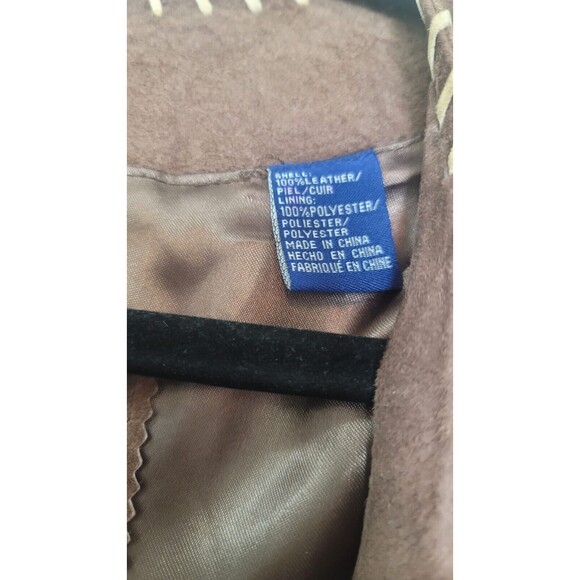 SHELL:
100%LEATHER/
PIEL/CUIR
LINING:
100%POLYESTER/
POLIESTER/
POLYESTER
MADE IN CHINA
HECHO EN CHINA
FABRIQUÉ EN CHINE